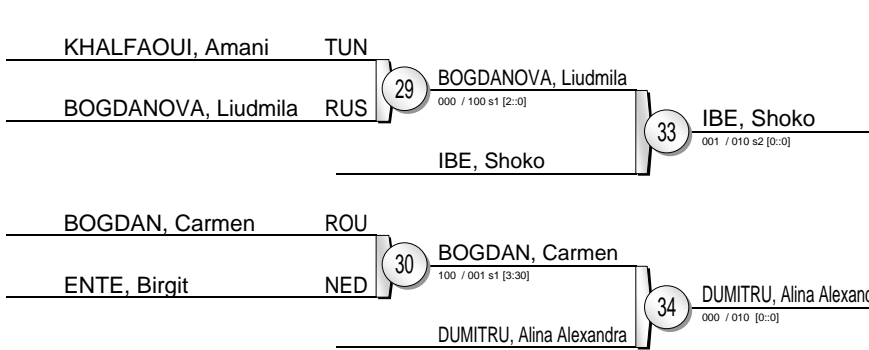 KHALFAOUI, Amani TUN
29
BOGDANOVA, Liudmila
000 / 100 s1 [2::0]
BOGDANOVA, Liudmila RUS
33
IBE, Shoko
001 / 010 s2 [0::0]
IBE, Shoko
BOGDAN, Carmen ROU
30
BOGDAN, Carmen
100 / 001 s1 [3:30]
ENTE, Birgit NED
34
DUMITRU, Alina
000 / 010 [0::0]
DUMITRU, Alina Alexandra